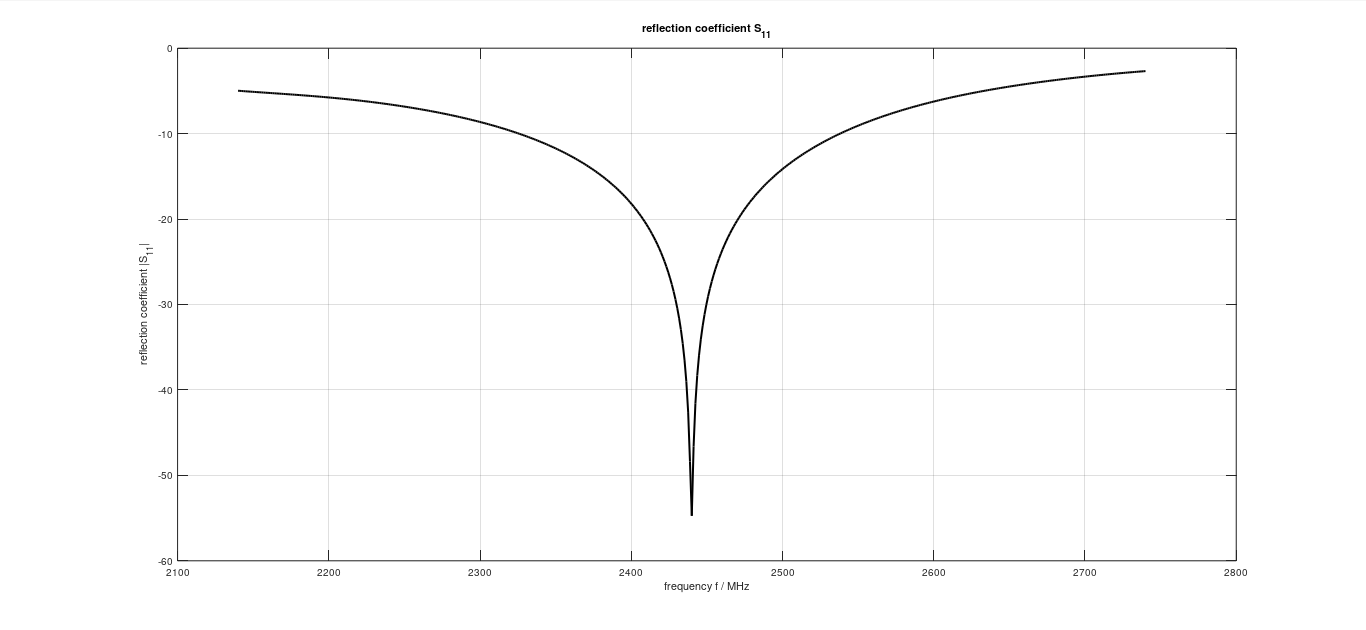 reflection coefficient S11
0
-10
-20
-30
-40
-50
-60
reflection coefficient |S11|
2100 2200 2300 2400 2500 2600 2700 2800
frequency f / MHz